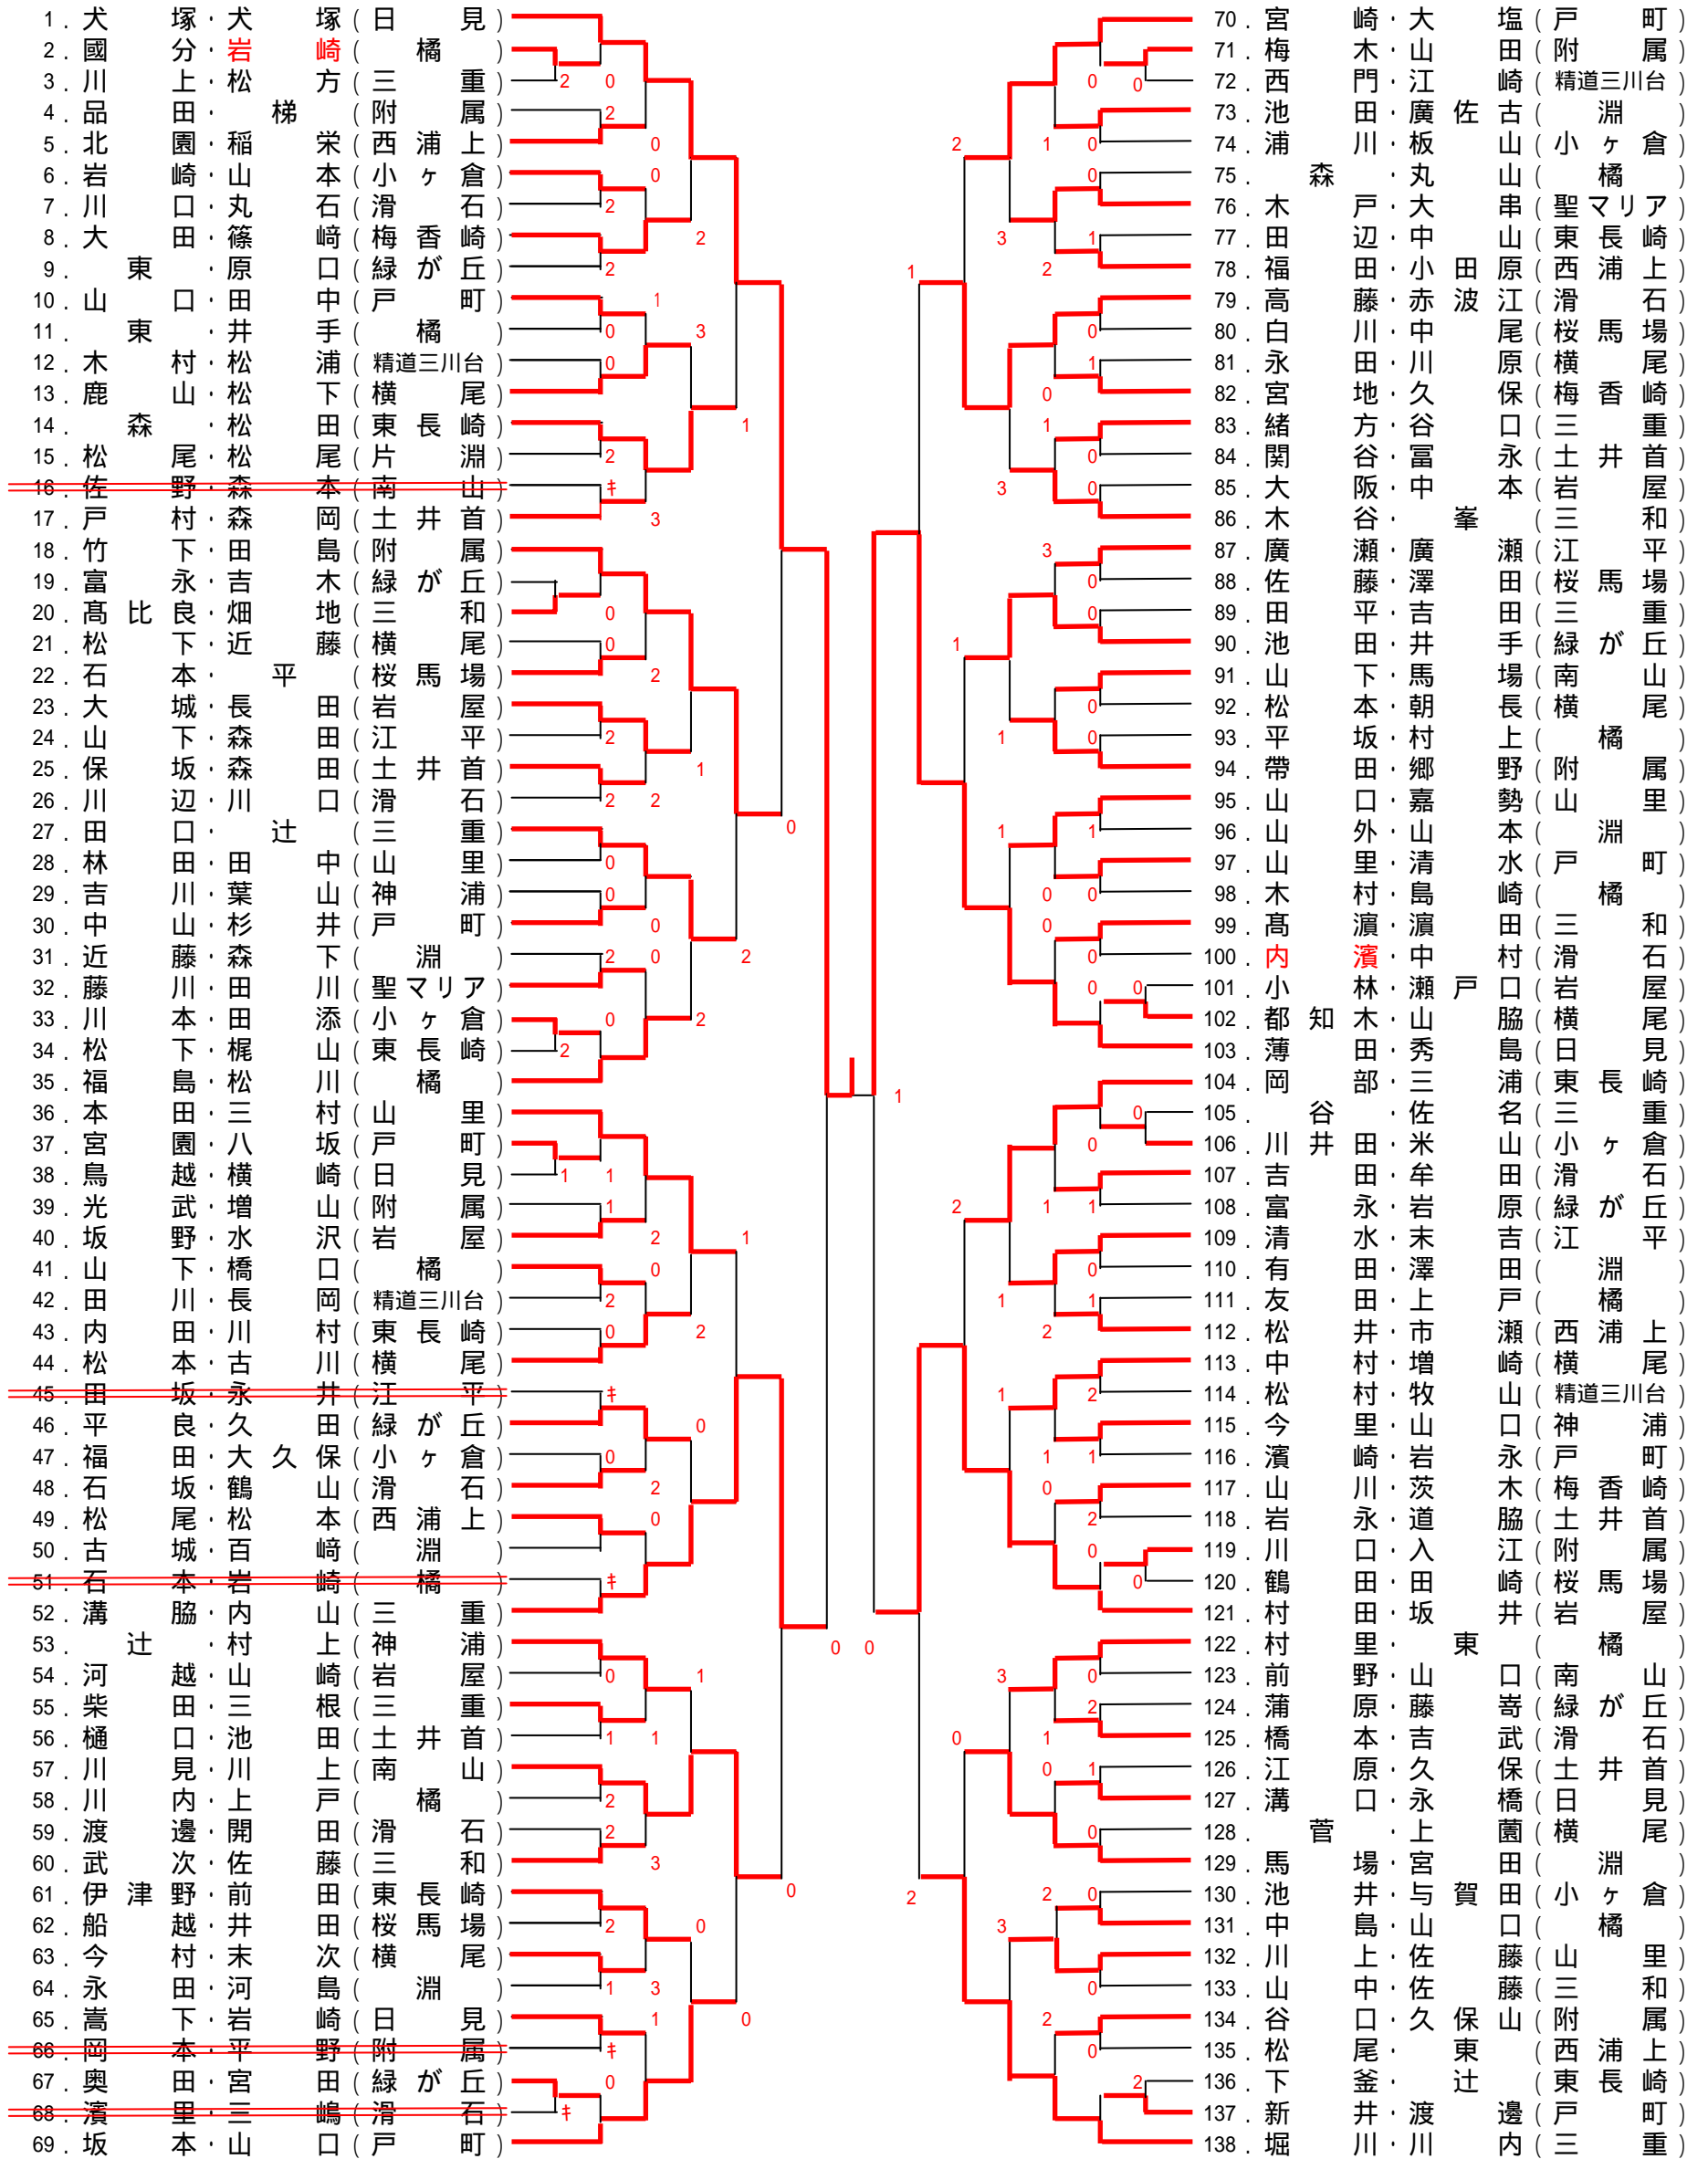 1. 犬塚・犬塚(日見)
2. 國分・岩崎(橘)
3. 川上・松方(三重)
4. 品田・梯(附属)
5. 北園・稲栄(西浦上)
6. 岩崎・山本(小ヶ倉)
7. 川口・丸石(滑石)
8. 大田・篠﨑(梅香崎)
9. 東・原口(緑が丘)
10. 山口・田中(戸町)
11. 東・井手(橘)
12. 木村・松浦(精道三川台)
13. 鹿山・松下(横尾)
14. 森・松田(東長崎)
15. 松尾・松尾(片淵)
16. 佐野・森本(南山)
17. 戸村・森岡(土井首)
18. 竹下・田島(附属)
19. 富永・吉木(緑が丘)
20. 髙比良・畑地(三和)
21. 松下・近藤(横尾)
22. 石本・平(桜馬場)
23. 大城・長田(岩屋)
24. 山下・森田(江平)
25. 保坂・森田(土井首)
26. 川辺・川口(滑石)
27. 田口・辻(三重)
28. 林田・田中(山里)
29. 吉川・葉山(神浦)
30. 中山・杉井(戸町)
31. 近藤・森下(淵)
32. 藤川・田川(聖マリア)
33. 川本・田添(小ヶ倉)
34. 松下・梶山(東長崎)
35. 福島・松川(橘)
36. 本田・三村(山里)
37. 宮園・八坂(戸町)
38. 鳥越・横崎(日見)
39. 光武・増山(附属)
40. 坂野・水沢(岩屋)
41. 山下・橋口(橘)
42. 田川・長岡(精道三川台)
43. 内田・川村(東長崎)
44. 松本・古川(横尾)
45. 田坂・永井(江平)
46. 平良・久田(緑が丘)
47. 福田・大久保(小ヶ倉)
48. 石坂・鶴山(滑石)
49. 松尾・松本(西浦上)
50. 古城・百﨑(淵)
51. 石本・岩崎(橘)
52. 溝脇・内山(三重)
53. 辻・村上(神浦)
54. 河越・山崎(岩屋)
55. 柴田・三根(三重)
56. 樋口・池田(土井首)
57. 川見・川上(南山)
58. 川内・上戸(橘)
59. 渡邊・開田(滑石)
60. 武次・佐藤(三和)
61. 伊津野・前田(東長崎)
62. 船越・井田(桜馬場)
63. 今村・末次(横尾)
64. 永田・河島(淵)
65. 嵩下・岩崎(日見)
66. 岡本・平野(附属)
67. 奥田・宮田(緑が丘)
68. 濱里・三嶋(滑石)
69. 坂本・山口(戸町)
70. 宮崎・大塩(戸町)
71. 梅木・山田(附属)
72. 西門・江崎(精道三川台)
73. 池田・廣佐古(淵)
74. 浦川・板山(小ヶ倉)
75. 森・丸山(橘)
76. 木戸・大串(聖マリア)
77. 田辺・中山(東長崎)
78. 福田・小田原(西浦上)
79. 高藤・赤波江(滑石)
80. 白川・中尾(桜馬場)
81. 永田・川原(横尾)
82. 宮地・久保(梅香崎)
83. 緒方・谷口(三重)
84. 関谷・冨永(土井首)
85. 大阪・中本(岩屋)
86. 木谷・峯(三和)
87. 廣瀬・廣瀬(江平)
88. 佐藤・澤田(桜馬場)
89. 田平・吉田(三重)
90. 池田・井手(緑が丘)
91. 山下・馬場(南山)
92. 松本・朝長(横尾)
93. 平坂・村上(橘)
94. 帶田・郷野(附属)
95. 山口・嘉勢(山里)
96. 山外・山本(淵)
97. 山里・清水(戸町)
98. 木村・島崎(橘)
99. 髙濵・濵田(三和)
100. 内濱・中村(滑石)
101. 小林・瀬戸口(岩屋)
102. 都知木・山脇(横尾)
103. 薄田・秀島(日見)
104. 岡部・三浦(東長崎)
105. 谷・佐名(三重)
106. 川井田・米山(小ヶ倉)
107. 吉田・牟田(滑石)
108. 富永・岩原(緑が丘)
109. 清水・末吉(江平)
110. 有田・澤田(淵)
111. 友田・上戸(橘)
112. 松井・市瀬(西浦上)
113. 中村・増崎(横尾)
114. 松村・牧山(精道三川台)
115. 今里・山口(神浦)
116. 濱崎・岩永(戸町)
117. 山川・茨木(梅香崎)
118. 岩永・道脇(土井首)
119. 川口・入江(附属)
120. 鶴田・田崎(桜馬場)
121. 村田・坂井(岩屋)
122. 村里・東(橘)
123. 前野・山口(南山)
124. 蒲原・藤嵜(緑が丘)
125. 橋本・吉武(滑石)
126. 江原・久保(土井首)
127. 溝口・永橋(日見)
128. 菅・上薗(横尾)
129. 馬場・宮田(淵)
130. 池井・与賀田(小ヶ倉)
131. 中島・山口(橘)
132. 川上・佐藤(山里)
133. 山中・佐藤(三和)
134. 谷口・久保山(附属)
135. 松尾・東(西浦上)
136. 下釜・辻(東長崎)
137. 新井・渡邊(戸町)
138. 堀川・川内(三重)